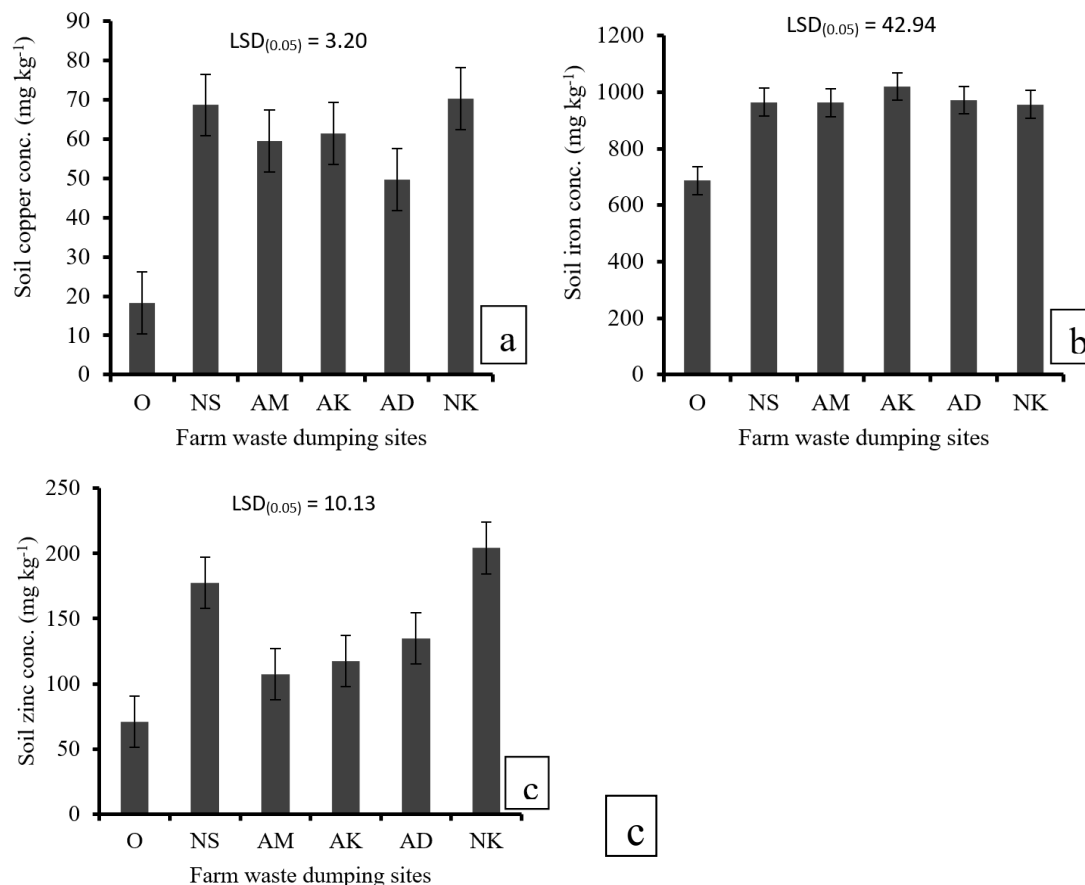 LSD(0.05) = 3.20
Soil copper conc. (mg kg-1)
90
80
70
60
50
40
30
20
10
0
O NS AM AK AD NK
Farm waste dumping sites
a
LSD(0.05) = 42.94
Soil iron conc. (mg kg-1)
1200
1000
800
600
400
200
0
O NS AM AK AD NK
Farm waste dumping sites
b
LSD(0.05) = 10.13
Soil zinc conc. (mg kg-1)
250
200
150
100
50
0
O NS AM AK AD NK
Farm waste dumping sites
c
c